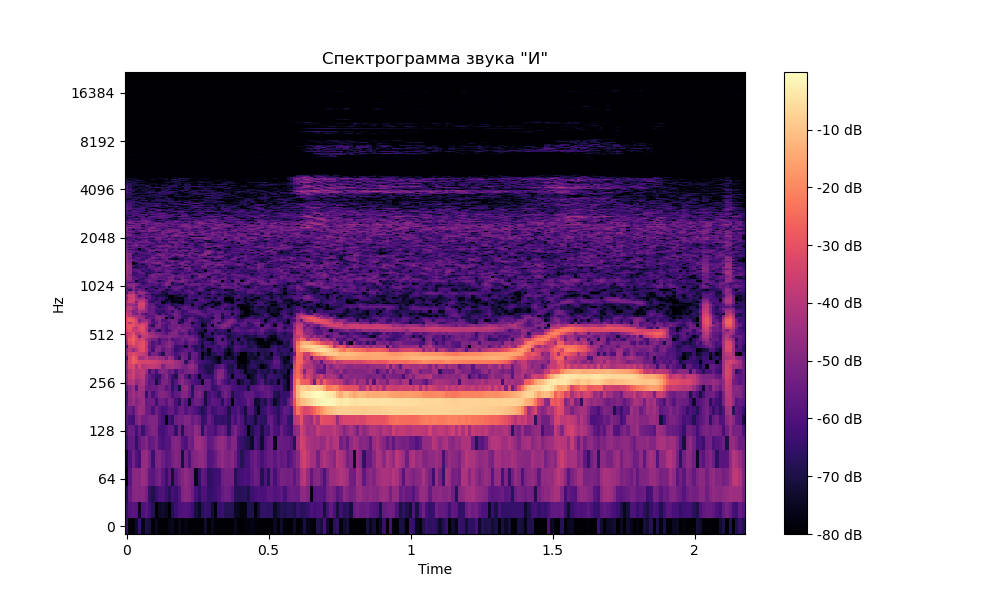 Спектрограмма звука "И"
16384
8192
4096
2048
1024
512
256
128
64
0
Hz
0
0.5
1
1.5
2
Time
-10 dB
-20 dB
-30 dB
-40 dB
-50 dB
-60 dB
-70 dB
-80 dB